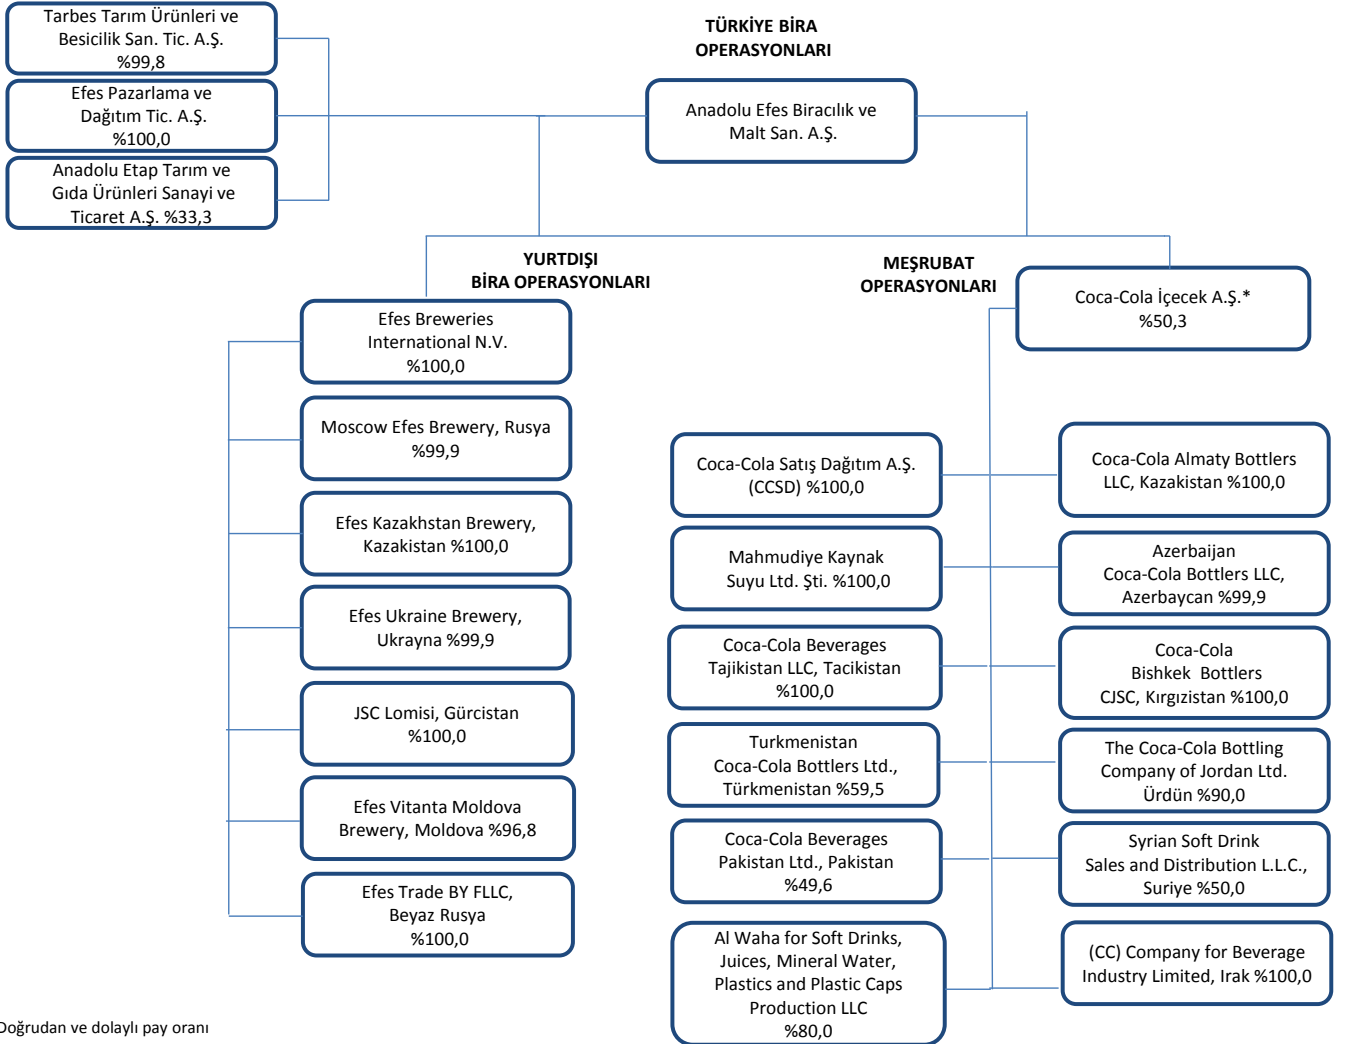 Tarbes Tarım Ürünleri ve
Besicilik San. Tic. A.Ş.
%99,8
Efes Pazarlama ve
Dağıtım Tic. A.Ş.
%100,0
Anadolu Etap Tarım ve
Gıda Ürünleri Sanayi ve
Ticaret A.Ş. %33,3
TÜRKİYE BİRA
OPERASYONLARI
Anadolu Efes Biracılık ve
Malt San. A.Ş.
YURTDIŞI
BİRA OPERASYONLARI
Efes Breweries
International N.V.
%100,0
Moscow Efes Brewery, Rusya
%99,9
Efes Kazakhstan Brewery,
Kazakistan %100,0
Efes Ukraine Brewery,
Ukrayna %99,9
JSC Lomisi, Gürcistan
%100,0
Efes Vitanta Moldova
Brewery, Moldova %96,8
Efes Trade BY FLLC,
Beyaz Rusya
%100,0
MEŞRUBAT
OPERASYONLARI
Coca-Cola İçecek A.Ş.*
%50,3
Coca-Cola Satış Dağıtım A.Ş.
(CCSD) %100,0
Mahmudiye Kaynak
Suyu Ltd. Şti. %100,0
Coca-Cola Beverages
Tajikistan LLC, Tacikistan
%100,0
Turkmenistan
Coca-Cola Bottlers Ltd.,
Türkmenistan %59,5
Coca-Cola Beverages
Pakistan Ltd., Pakistan
%49,6
Al Waha for Soft Drinks,
Juices, Mineral Water,
Plastics and Plastic Caps
Production LLC
%80,0
Coca-Cola Almaty Bottlers
LLC, Kazakistan %100,0
Azerbaijan
Coca-Cola Bottlers LLC,
Azerbaycan %99,9
Coca-Cola
Bishkek Bottlers
CJSC, Kırgızistan %100,0
The Coca-Cola Bottling
Company of Jordan Ltd.
Ürdün %90,0
Syrian Soft Drink
Sales and Distribution L.L.C.,
Suriye %50,0
(CC) Company for Beverage
Industry Limited, Irak %100,0
Doğrudan ve dolaylı pay oranı